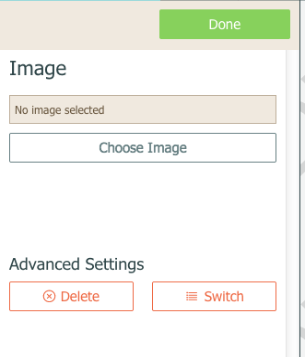 Done
Image
No image selected
Choose Image
Advanced Settings
Delete
Switch